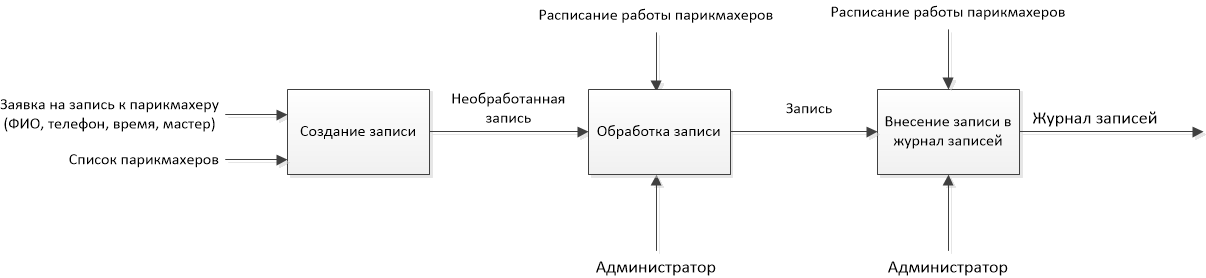 Расписание работы парикмахеров
Расписание работы парикмахеров
Заявка на запись к парикмахеру
(ФИО, телефон, время, мастер)
Список парикмахеров
Создание записи
Необработанная
запись
Обработка записи
Запись
Внесение записи в
журнал записей
Журнал записей
Администратор
Администратор